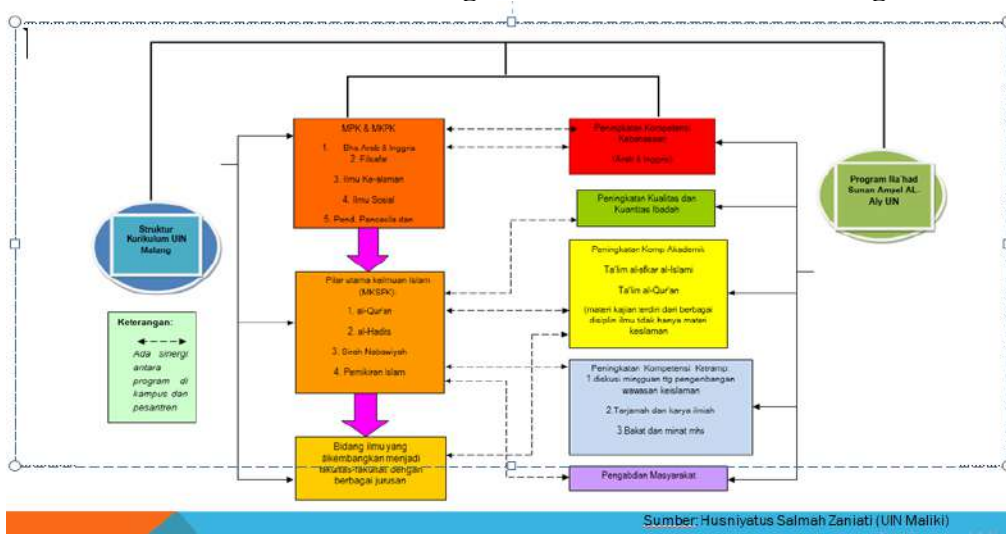 MPK & MKPK
1. Bhs Arab & Inggris
2. Filsafat
3. Ilmu Ke-alaman
4. Ilmu Sosial
5. Pend. Pancasila dan
Peningkatan Kompetensi
Kebahasaan
(Arab & Inggris)
Struktur
Kurikulum UIN
Malang
Program Ma'had
Sunan Ampel AL-
Aly UIN
Peningkatan Kualitas dan
Kuantitas Ibadah
Pilar utama keilmuan Islam
(MKSPK):
1. al-Qur'an
2. al-Hadis
3. Sirah Nabawiyah
4. Pemikiran Islam
Peningkatan Komp Akademik
Ta'lim al-afkar al-Islami
Ta'lim al-Qur'an
(materi kajian terdiri dari berbagai
disiplin ilmu tidak hanya materi
keislaman
Keterangan:
Ada sinergi
antara
program di
kampus dan
pesantren
Peningkatan Kompetensi Ketramp:
1.diskusi mingguan ttg pengembangan
wawasan keislaman
2.Tarjamah dan karya ilmiah
3.Bakat dan minat mhs
Bidang ilmu yang
dikembangkan menjadi
fakultas-fakultas dengan
berbagai jurusan
Pengabdian Masyarakat
Sumber: Husniyatus Salmah Zaniati (UIN Maliki)